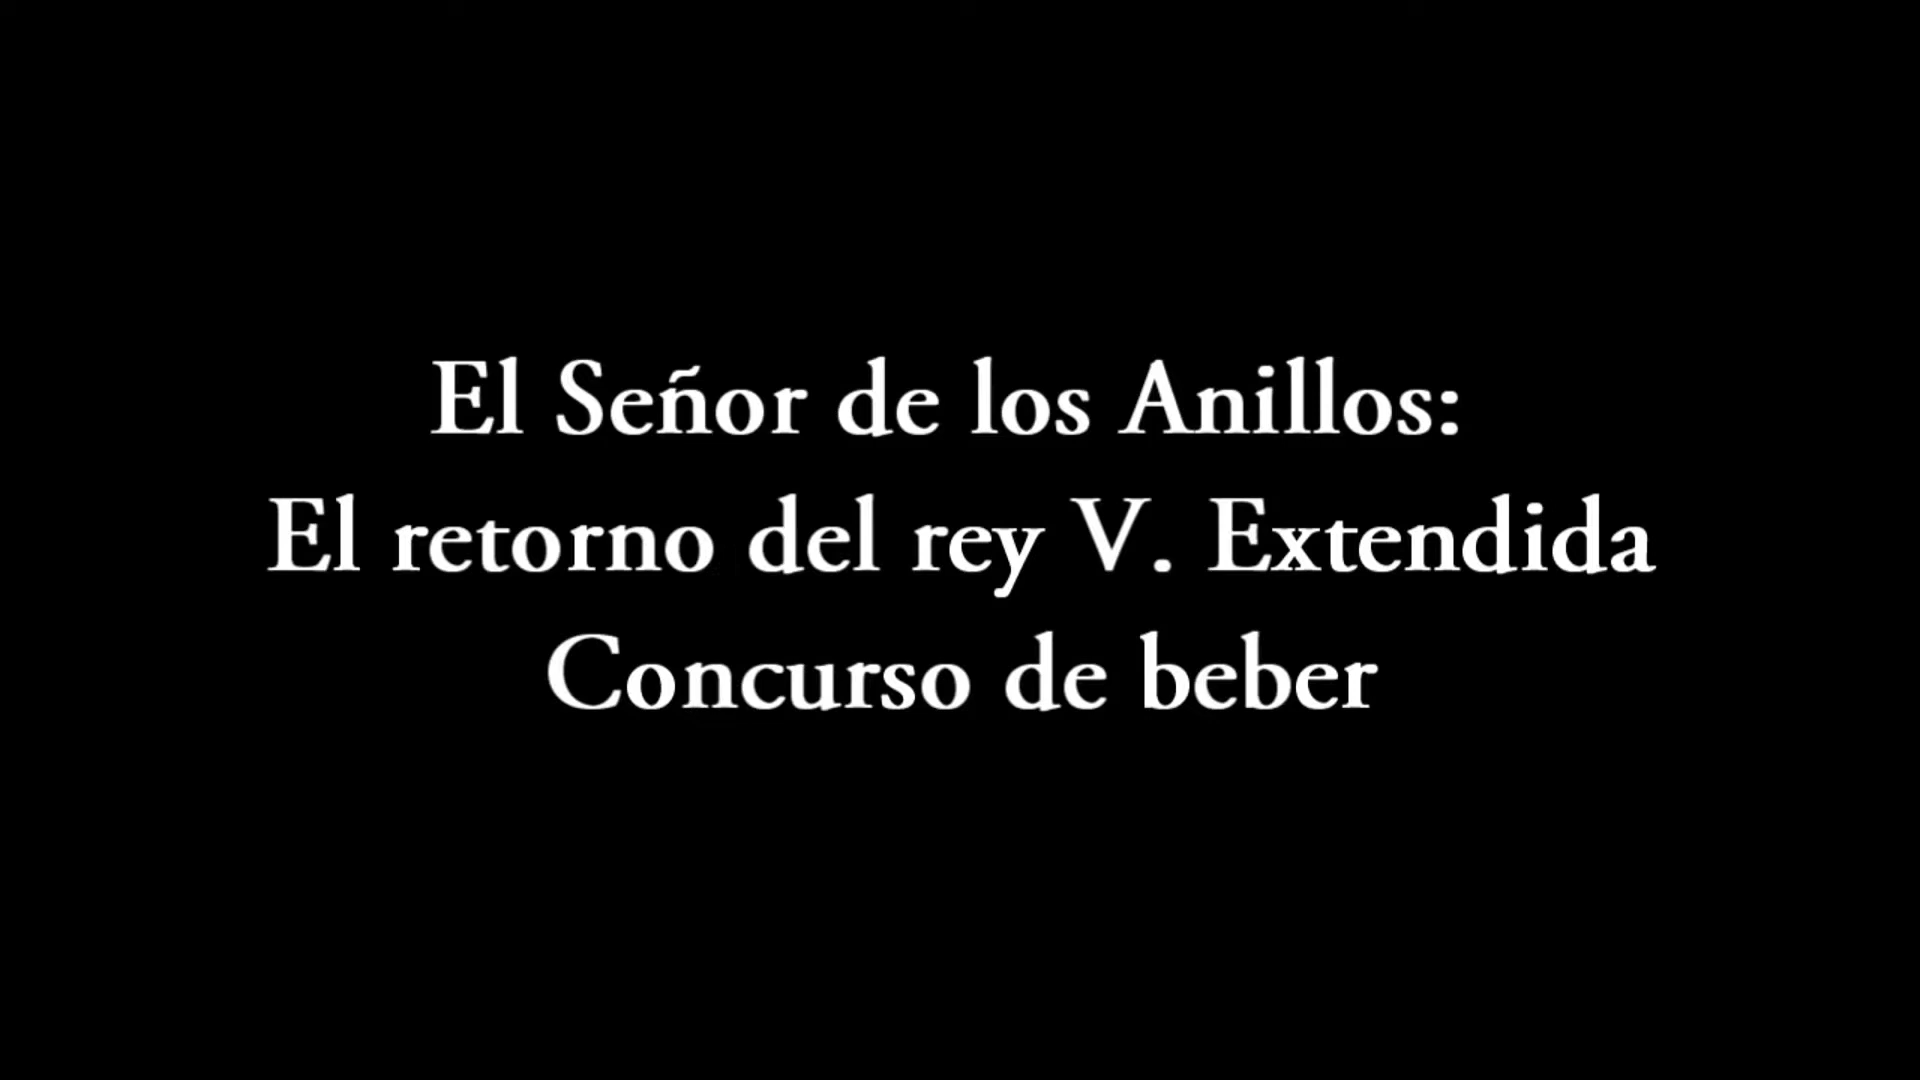 El Señor de los Anillos:
El retorno del rey V. Extendida
Concurso de beber